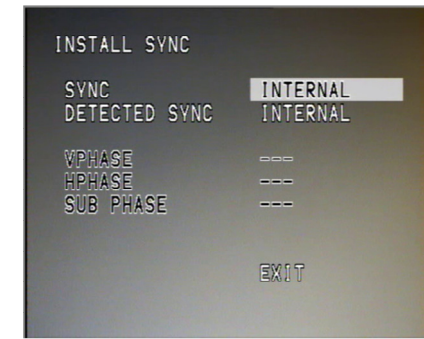 INSTALL SYNC
SYNC INTERNAL
DETECTED SYNC INTERNAL
VPHASE ---
HPHASE ---
SUB PHASE ---
EXIT